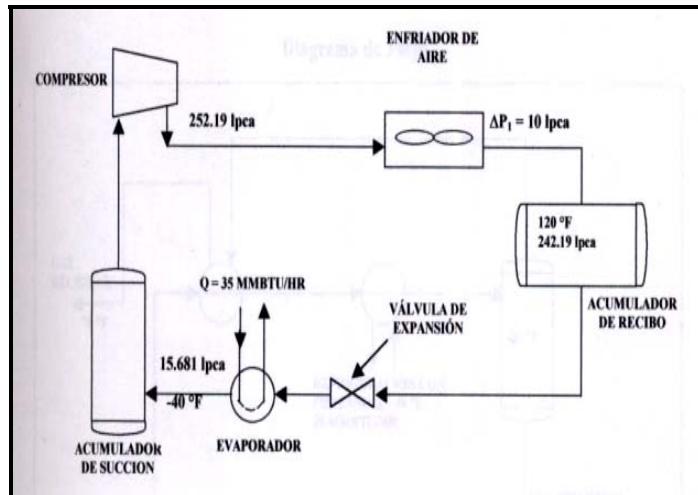 ENFRIADOR DE
AIRE
COMPRESOR
252.19 lpca
ΔP₁ = 10 lpca
120 °F
242.19 lpca
ACUMULADOR
DE RECIBO
Q = 35 MMBTU/HR
VÁLVULA DE
EXPANSIÓN
15.681 lpca
-40 °F
EVAPORADOR
ACUMULADOR
DE SUCCION